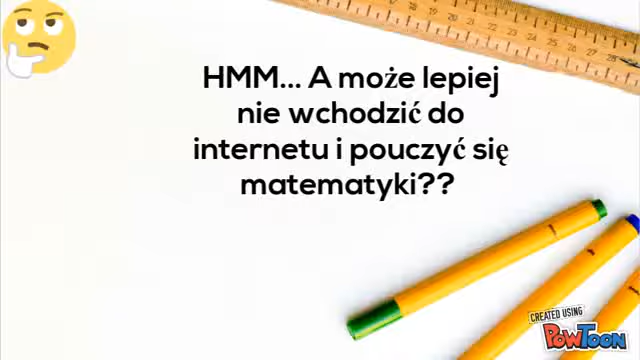 HMM... A może lepiej
nie wchodzić do
internetu i pouczyć się
matematyki??
CREATED USING
POWTOON